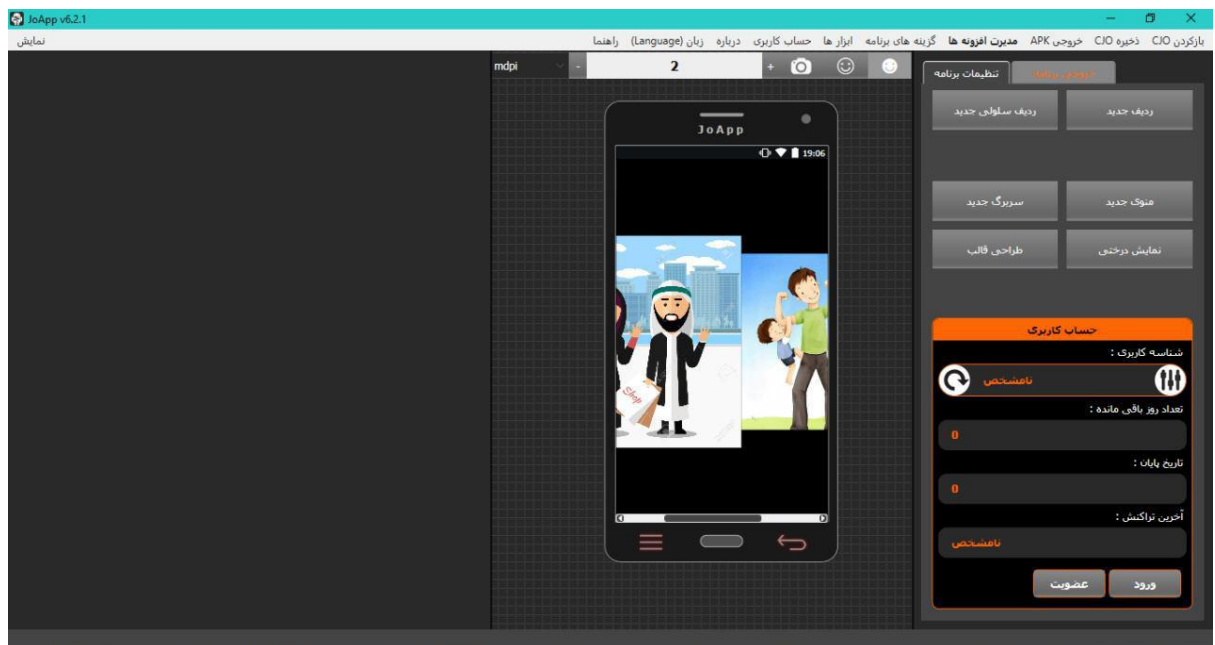 JoApp v6.2.1
بازکردن CJO ذخیره CJO خروجی APK مدیرت افزونه ها گزینه های برنامه ابزار ها حساب کاربری درباره زبان (Language) راهنما نمایش
mdpi - 2 +
خروجی برنامه تنظیمات برنامه
ردیف جدید ردیف سلولی جدید
منوی جدید سربرگ جدید
نمایش درختی طراحی قالب
JoApp
19:06
Shop
حساب کاربری
شناسه کاربری :
نامشخص
تعداد روز باقی مانده :
0
تاریخ پایان :
0
آخرین تراکنش :
نامشخص
ورود عضویت